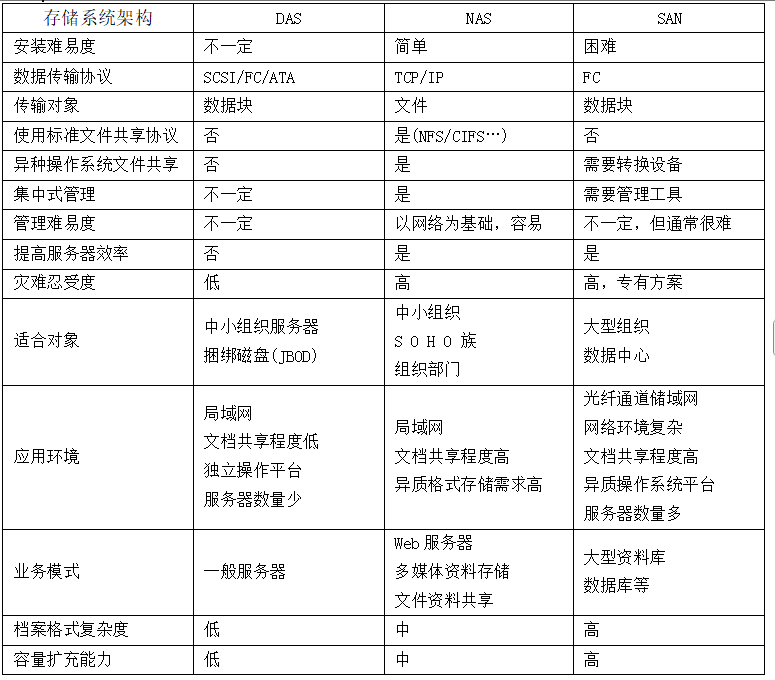 存储系统架构 DAS NAS SAN
安装难易度 不一定 简单 困难
数据传输协议 SCSI/FC/ATA TCP/IP FC
传输对象 数据块 文件 数据块
使用标准文件共享协议 否 是(NFS/CIFS…) 否
异种操作系统文件共享 否 是 需要转换设备
集中式管理 不一定 是 需要管理工具
管理难易度 不一定 以网络为基础，容易 不一定，但通常很难
提高服务器效率 否 是 是
灾难忍受度 低 高 高，专有方案
适合对象
中小组织服务器
捆绑磁盘(JBOD)
中小组织
S O H O 族
组织部门
大型组织
数据中心
应用环境
局域网
文档共享程度低
独立操作平台
服务器数量少
局域网
文档共享程度高
异质格式存储需求高
光纤通道储域网
网络环境复杂
文档共享程度高
异质操作系统平台
服务器数量多
业务模式
一般服务器
Web 服务器
多媒体资料存储
文件资料共享
大型资料库
数据库等
档案格式复杂度 低 中 高
容量扩充能力 低 中 高